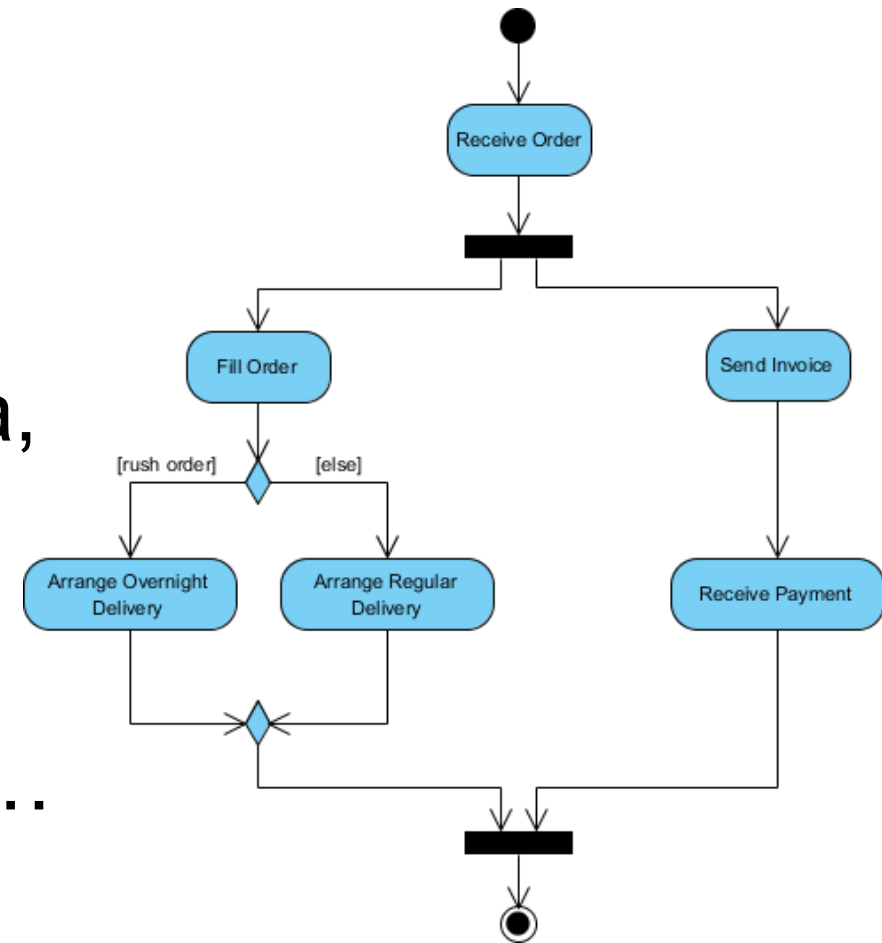 Receive Order
Fill Order
Send Invoice
a,
[rush order]
[else]
Arrange Overnight
Delivery
Arrange Regular
Delivery
Receive Payment
..